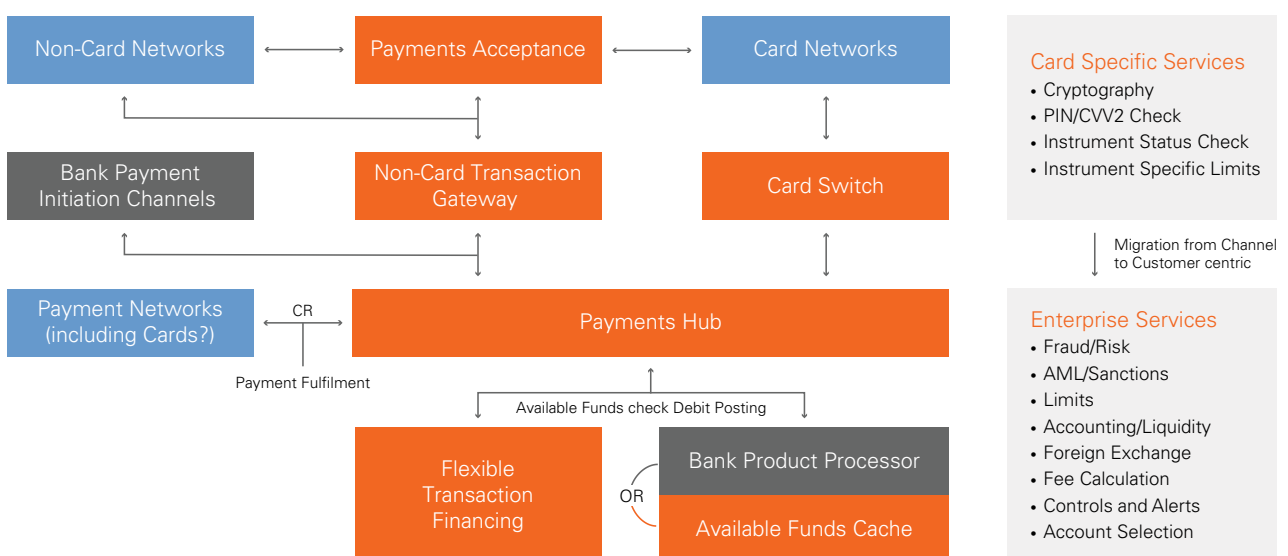 Non-Card Networks
Payments Acceptance
Card Networks
Bank Payment
Initiation Channels
Non-Card Transaction
Gateway
Card Switch
Payment Networks
(including Cards?)
CR
Payment Fulfilment
Payments Hub
Available Funds check Debit Posting
Flexible
Transaction
Financing
OR
Bank Product Processor
Available Funds Cache
Card Specific Services
• Cryptography
• PIN/CVV2 Check
• Instrument Status Check
• Instrument Specific Limits
Migration from Channel
to Customer centric
Enterprise Services
• Fraud/Risk
• AML/Sanctions
• Limits
• Accounting/Liquidity
• Foreign Exchange
• Fee Calculation
• Controls and Alerts
• Account Selection